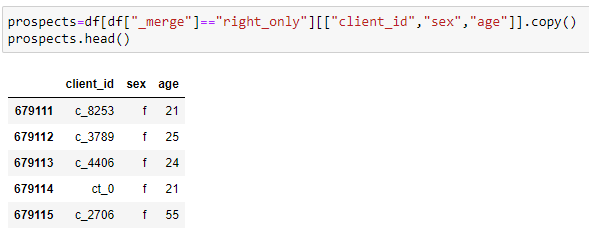 prospects=df[df["_merge"]=="right_only"][["client_id","sex","age"]].copy()
prospects.head()
client_id sex age
679111 c_8253 f 21
679112 c_3789 f 25
679113 c_4406 f 24
679114 ct_0 f 21
679115 c_2706 f 55